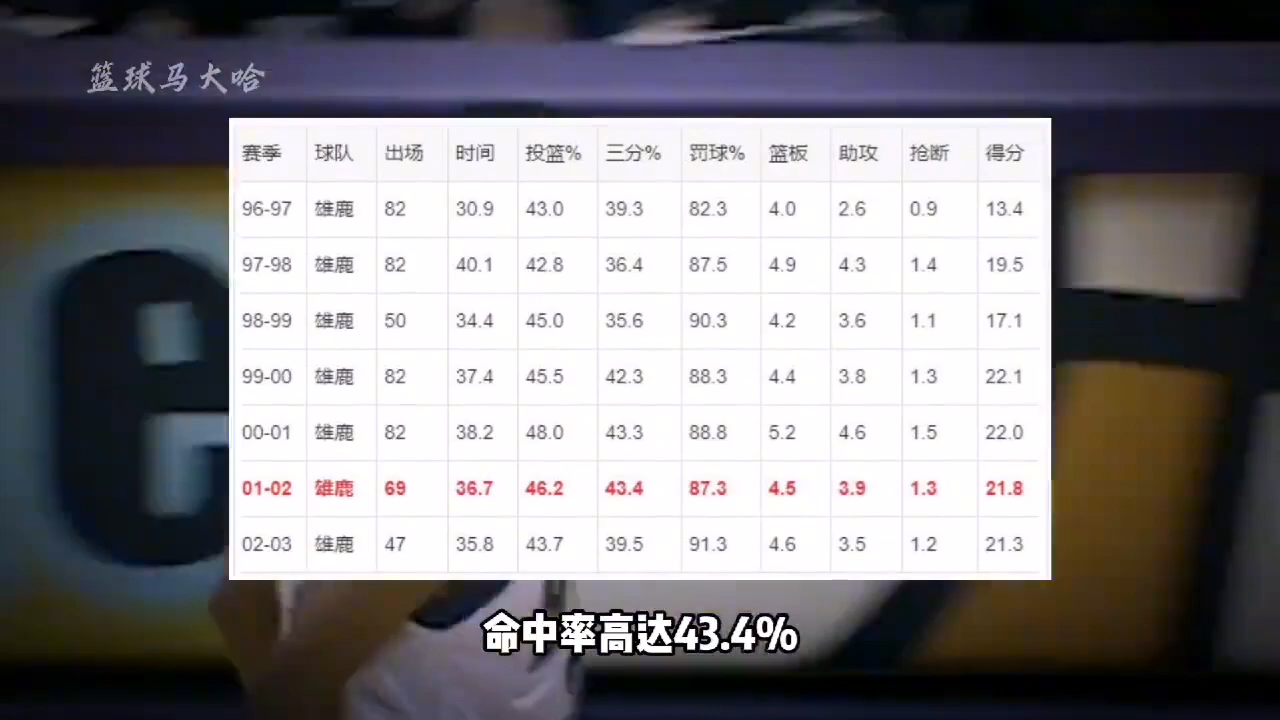 篮球马大哈
赛季 球队 出场 时间 投篮% 三分% 罚球% 篮板 助攻 抢断 得分
96-97 雄鹿 82 30.9 43.0 39.3 82.3 4.0 2.6 0.9 13.4
97-98 雄鹿 82 40.1 42.8 36.4 87.5 4.9 4.3 1.4 19.5
98-99 雄鹿 50 34.4 45.0 35.6 90.3 4.2 3.6 1.1 17.1
99-00 雄鹿 82 37.4 45.5 42.3 88.3 4.4 3.8 1.3 22.1
00-01 雄鹿 82 38.2 48.0 43.3 88.8 5.2 4.6 1.5 22.0
01-02 雄鹿 69 36.7 46.2 43.4 87.3 4.5 3.9 1.3 21.8
02-03 雄鹿 47 35.8 43.7 39.5 91.3 4.6 3.5 1.2 21.3
命中率高达43.4%